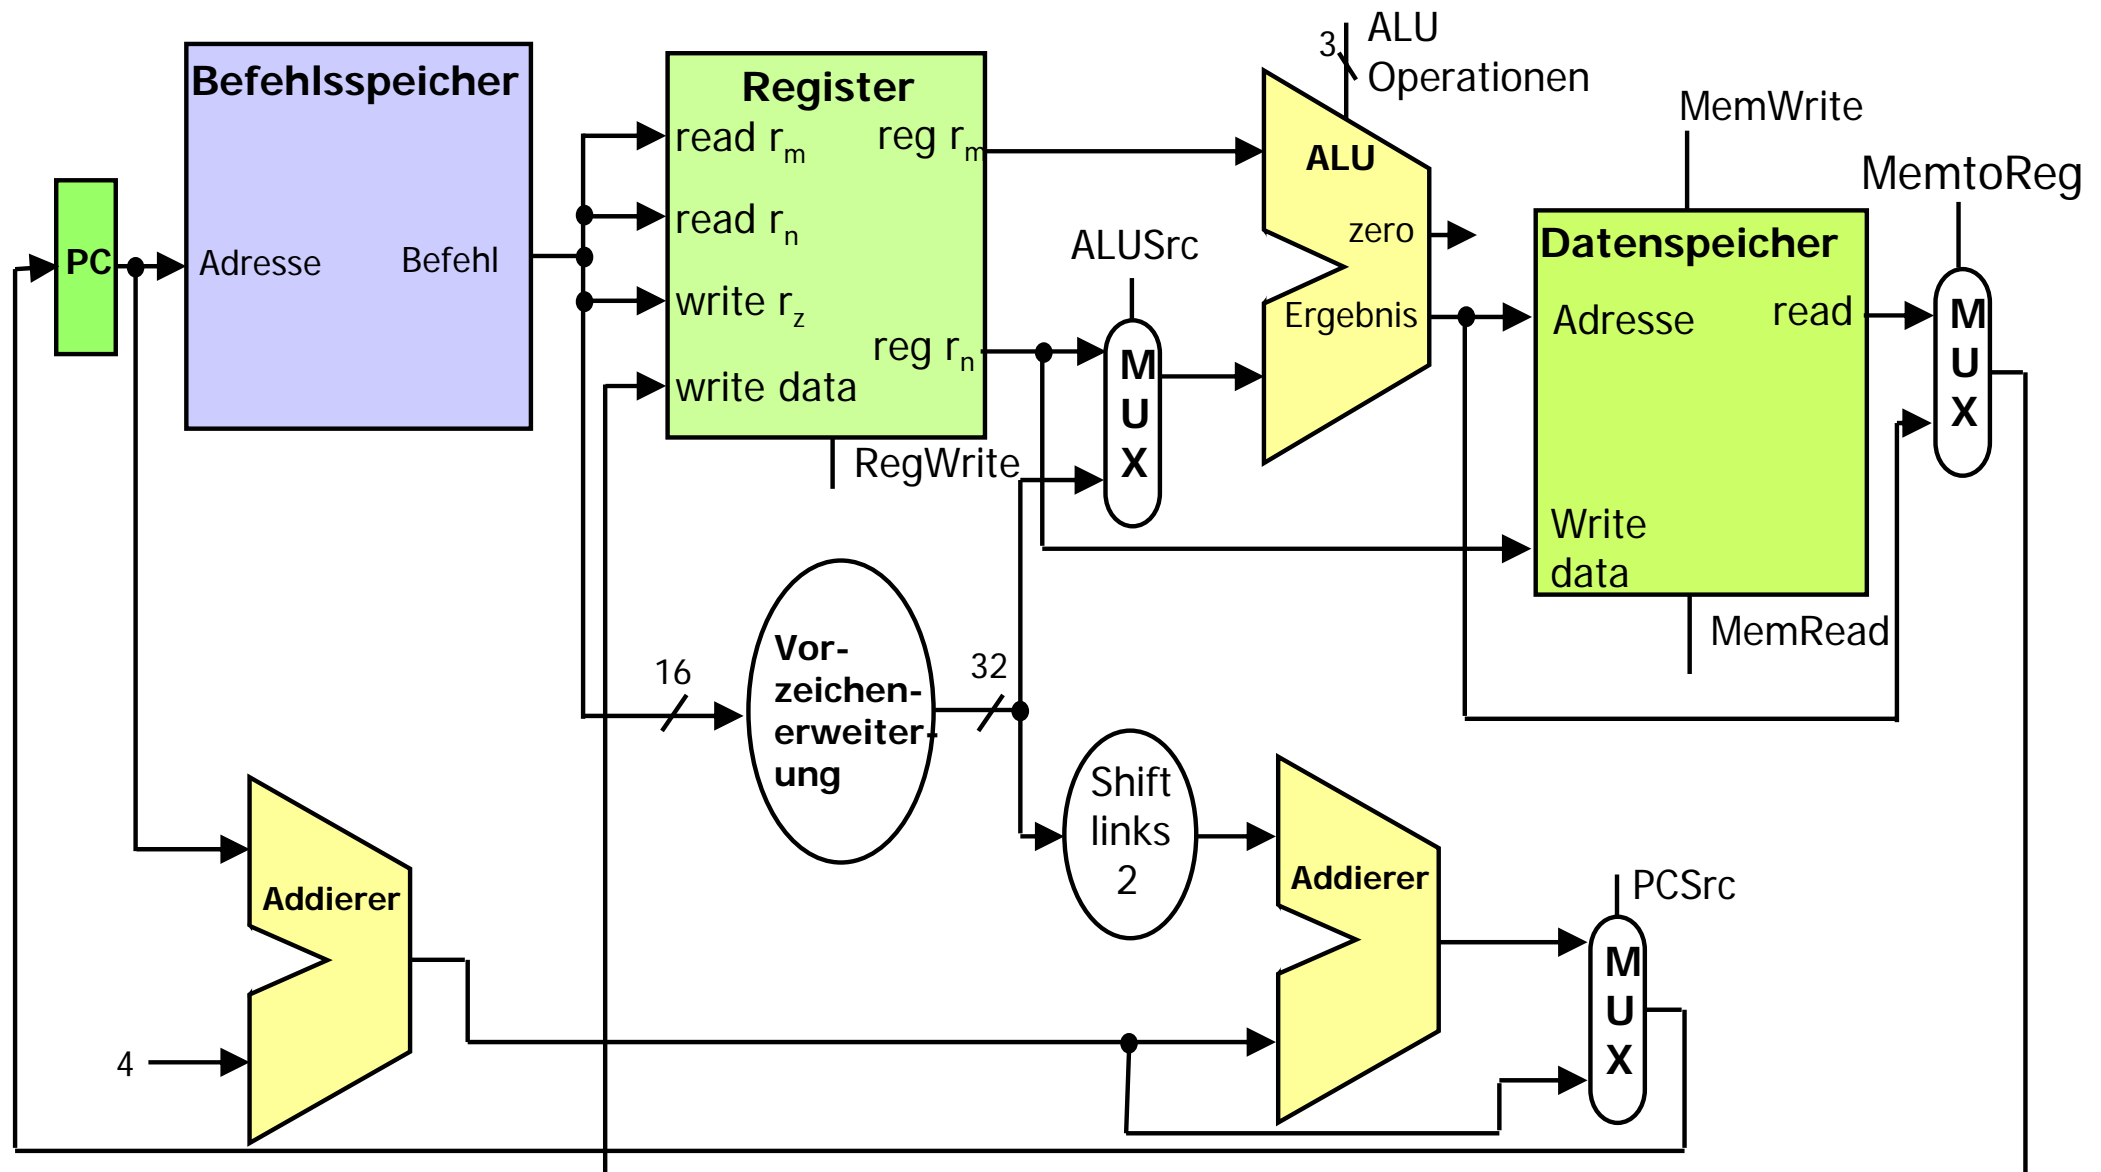 Befehlsspeicher
Adresse
Befehl
PC
Register
read rm
read rn
write rz
write data
reg rm
reg rn
RegWrite
3
ALU
Operationen
ALU
zero
Ergebnis
ALUSrc
M
U
X
MemWrite
Datenspeicher
Adresse
read
Write
data
MemRead
MemtoReg
M
U
X
16
Vor-
zeichen-
erweiter-
ung
32
Shift
links
2
Addierer
4
Addierer
PCSrc
M
U
X